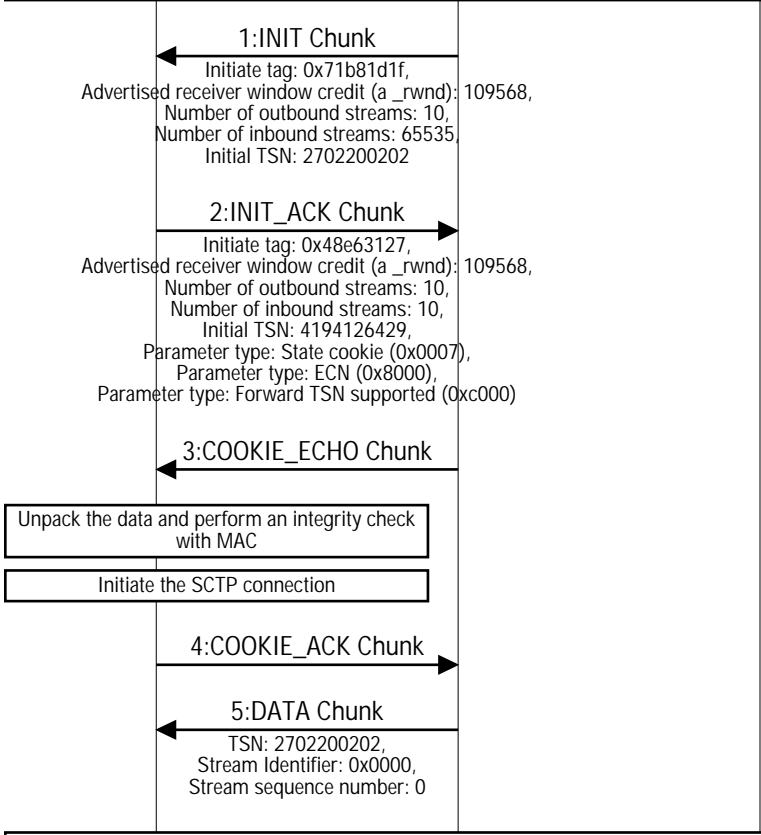 1:INIT Chunk
Initiate tag: 0x71b81d1f,
Advertised receiver window credit (a _rwnd): 109568,
Number of outbound streams: 10,
Number of inbound streams: 65535,
Initial TSN: 2702200202
2:INIT_ACK Chunk
Initiate tag: 0x48e63127,
Advertised receiver window credit (a _rwnd): 109568,
Number of outbound streams: 10,
Number of inbound streams: 10,
Initial TSN: 4194126429,
Parameter type: State cookie (0x0007),
Parameter type: ECN (0x8000),
Parameter type: Forward TSN supported (0xc000)
3:COOKIE_ECHO Chunk
Unpack the data and perform an integrity check
with MAC
Initiate the SCTP connection
4:COOKIE_ACK Chunk
5:DATA Chunk
TSN: 2702200202,
Stream Identifier: 0x0000,
Stream sequence number: 0